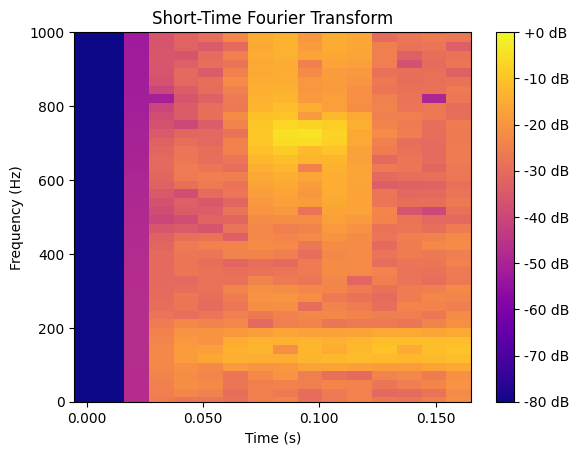 Short-Time Fourier Transform
1000
800
600
400
200
0
Frequency (Hz)
0.000
0.050
0.100
0.150
Time (s)
+0 dB
-10 dB
-20 dB
-30 dB
-40 dB
-50 dB
-60 dB
-70 dB
-80 dB